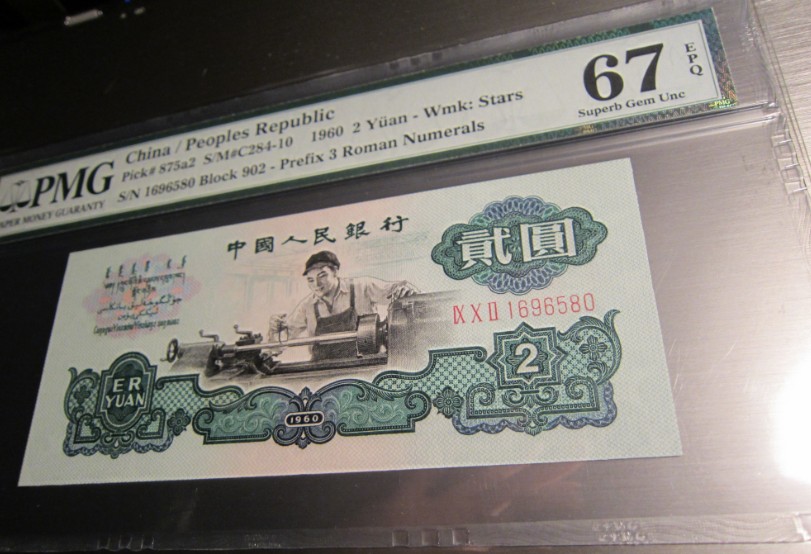 PMG
PAPER MONEY GUARANTY
China / Peoples Republic
Pick# 875a2 S/M#C284-10 1960 2 Yüan - Wmk: Stars
S/N 1696580 Block 902 - Prefix 3 Roman Numerals
67
EPQ
Superb Gem Unc
中國人民銀行
貳圓
IX X II 1696580
ER
YUAN
1960
2